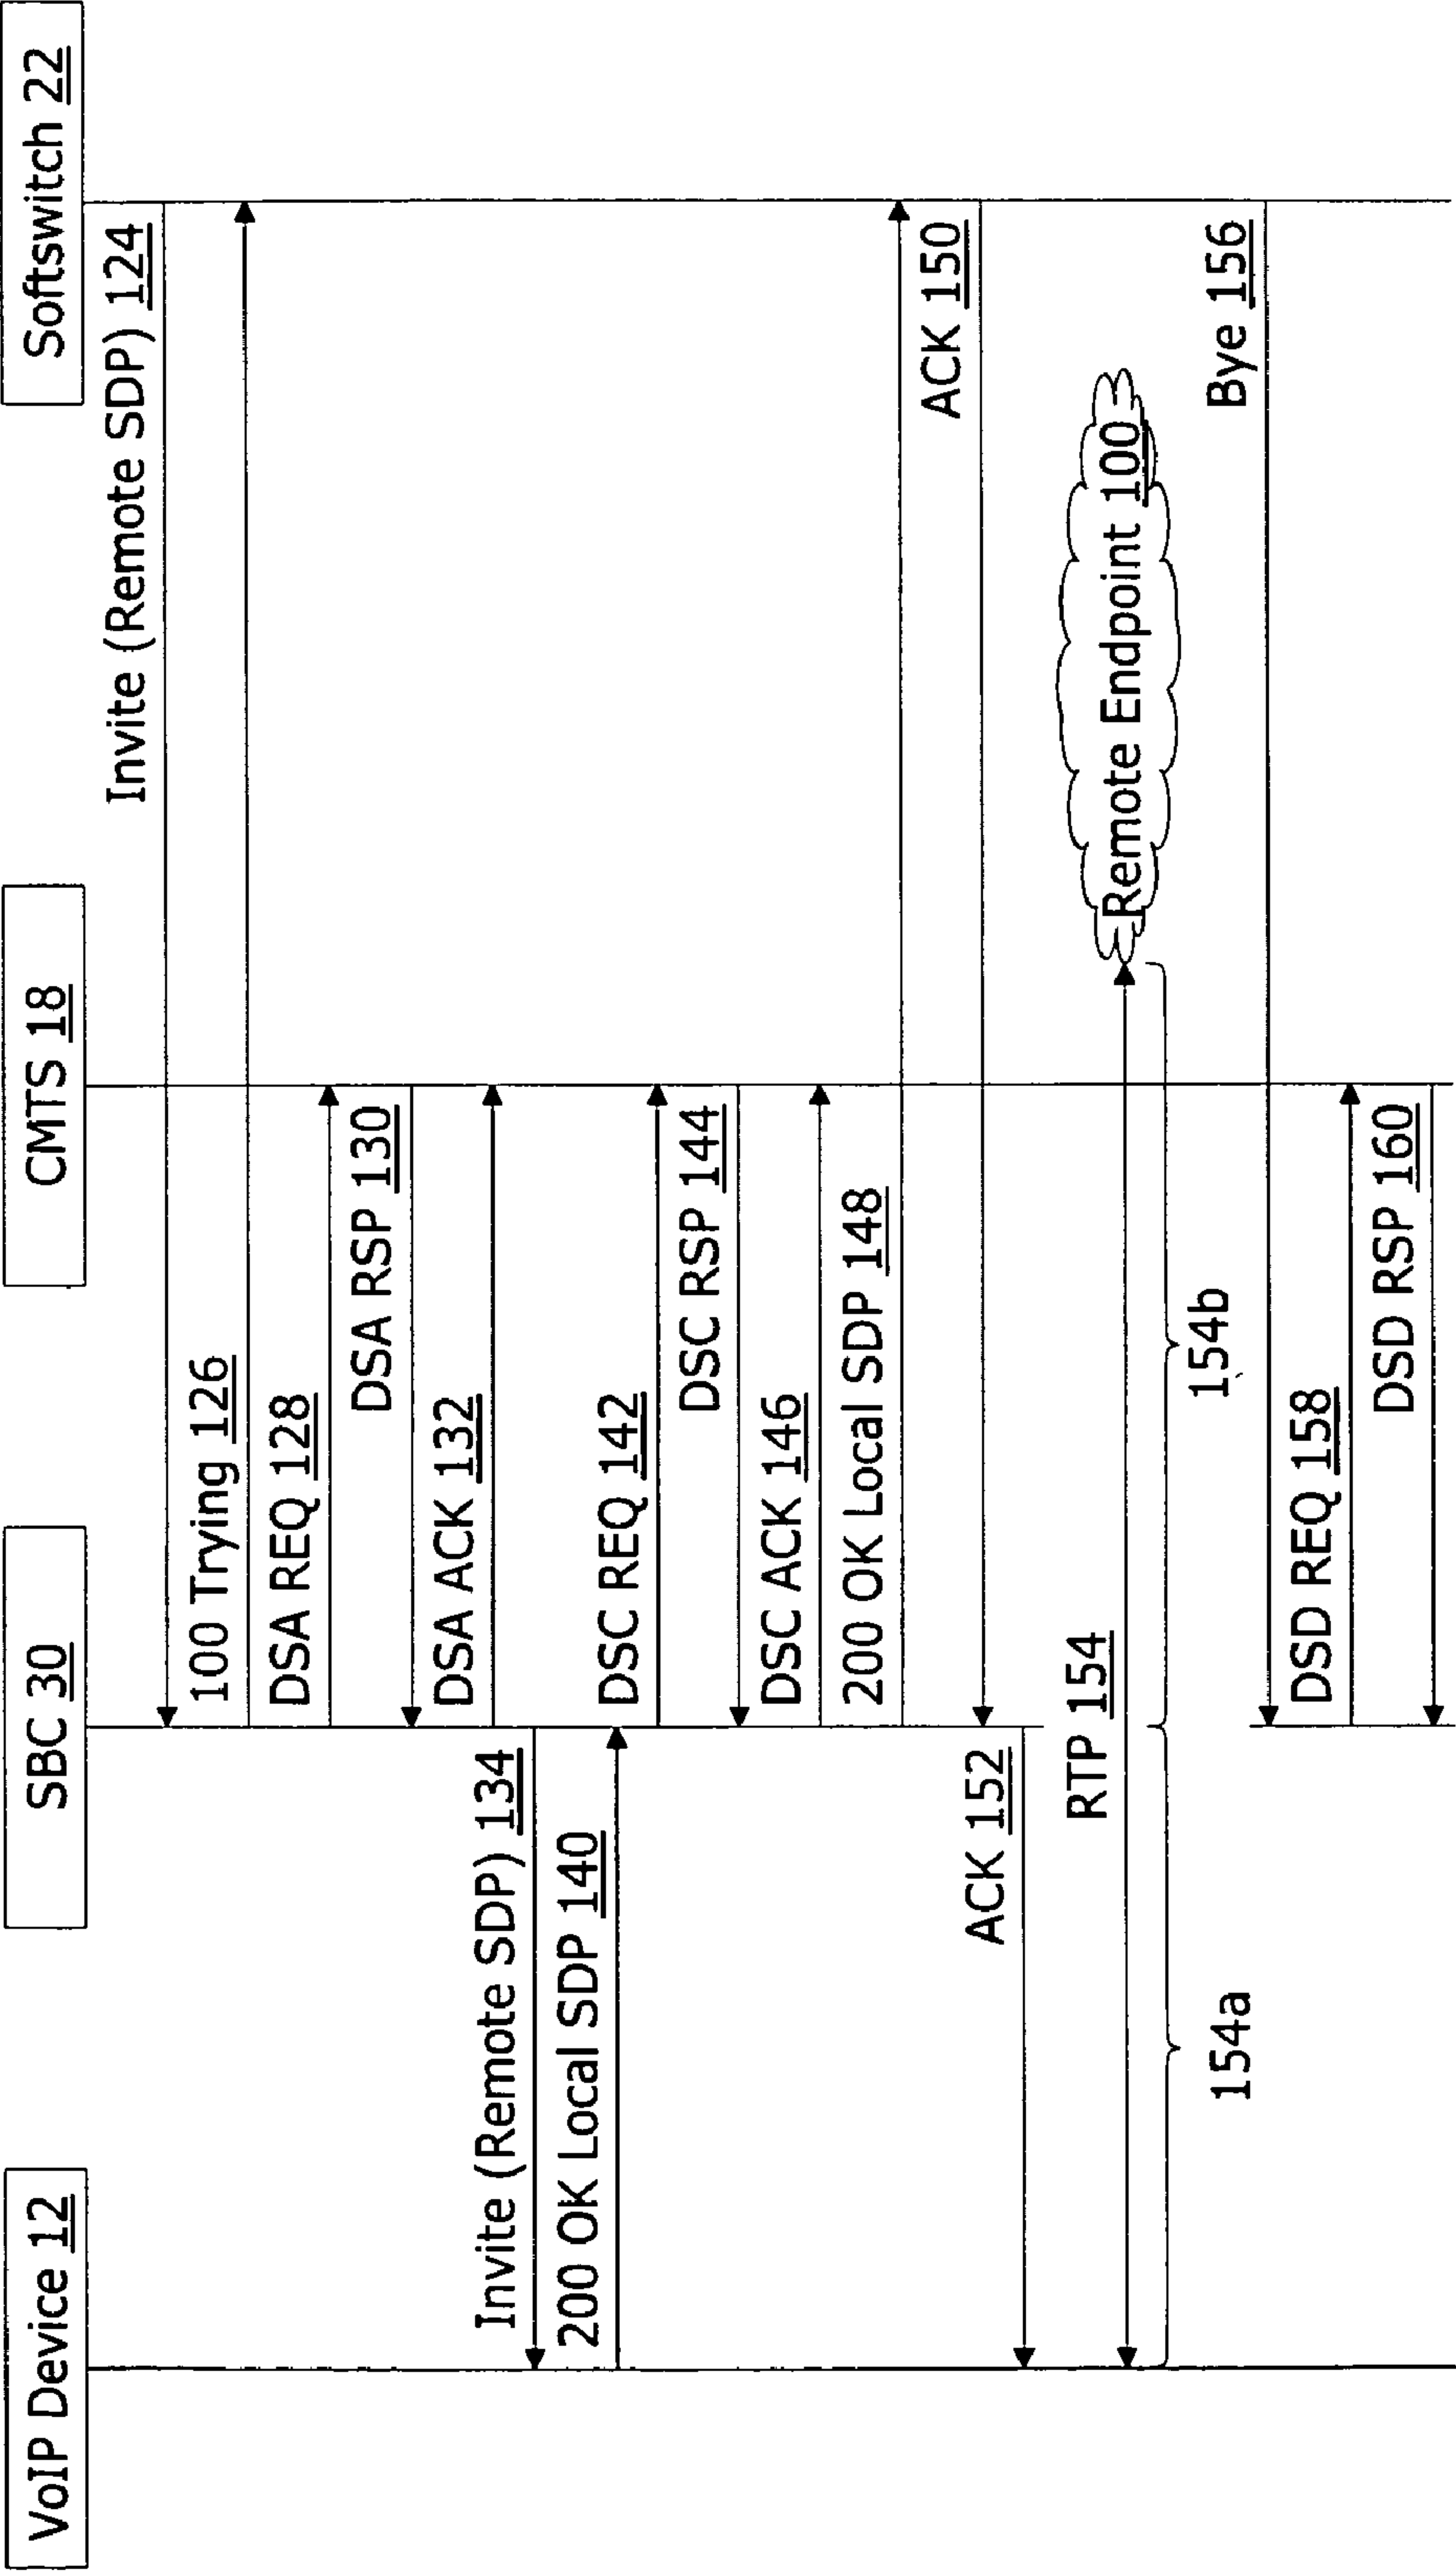 VoIP Device 12
SBC 30
CMTS 18
Softswitch 22
Invite (Remote SDP) 124
100 Trying 126
DSA REQ 128
DSA RSP 130
DSA ACK 132
Invite (Remote SDP) 134
200 OK Local SDP 140
DSC REQ 142
DSC RSP 144
DSC ACK 146
200 OK Local SDP 148
ACK 150
ACK 152
RTP 154
Remote Endpoint 100
154a
154b
Bye 156
DSD REQ 158
DSD RSP 160